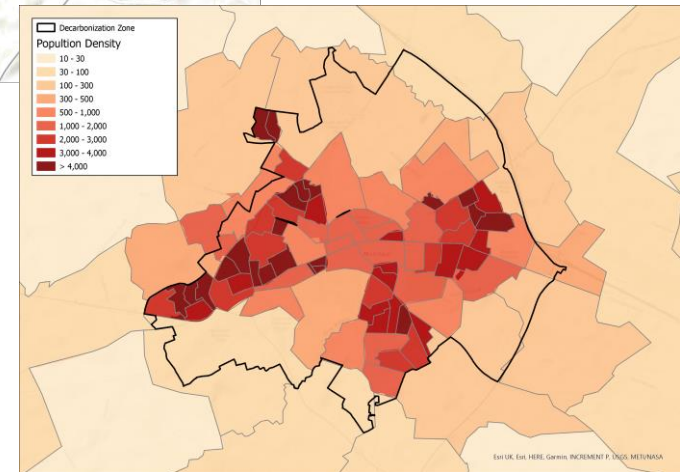 Decarbonization Zone
Popultion Density
10 - 30
30 - 100
100 - 300
300 - 500
500 - 1,000
1,000 - 2,000
2,000 - 3,000
3,000 - 4,000
> 4,000
Esri UK, Esri, HERE, Garmin, INCREMENT P, USGS, METI/NASA